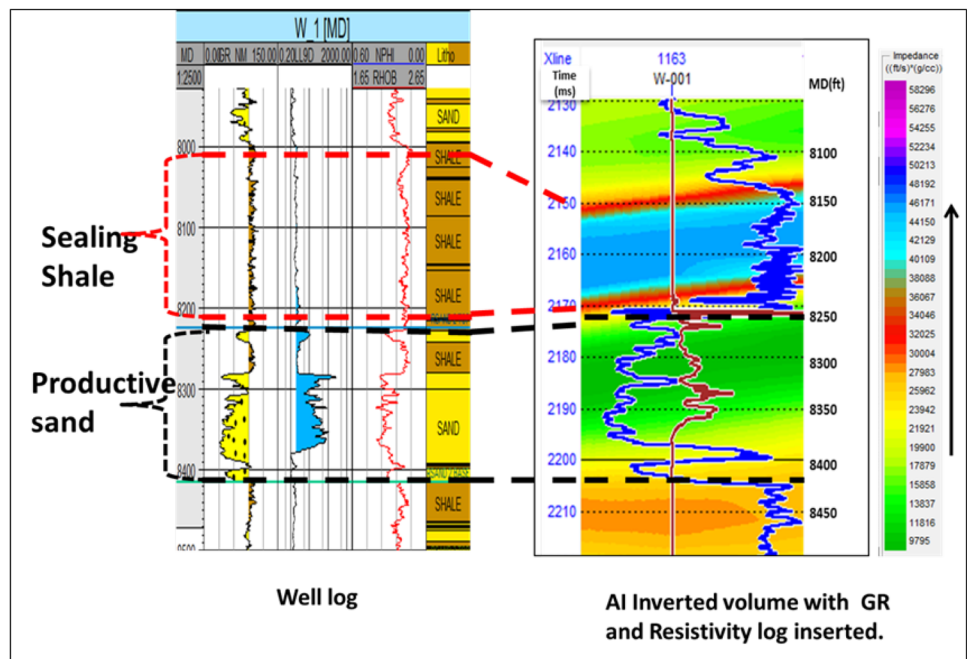 W_1 [MD]
MD 0.00 GR NM 150.00 0.20 LL9D 2000.00 0.60 NPHI 0.00 Litho
1:2500 1.65 RHOB 2.65
SAND
8000
SHALE
SHALE
8100
SHALE
SHALE
8200
SHALE
8300
SAND
8400
SAND / BASE
SHALE
8500
Sealing
Shale
Productive
sand
Well log
Xline 1163
Time
(ms)
W-001
MD(ft)
2130
2140 8100
2150 8150
2160 8200
2170
8250
2180 8300
2190 8350
2200 8400
2210 8450
Impedance
((ft/s)*(g/cc))
58296
56276
54255
52234
50213
48192
46171
44150
42129
40109
38088
36067
34046
32025
30004
27983
25962
23942
21921
19900
17879
15858
13837
11816
9795
AI Inverted volume with GR
and Resistivity log inserted.